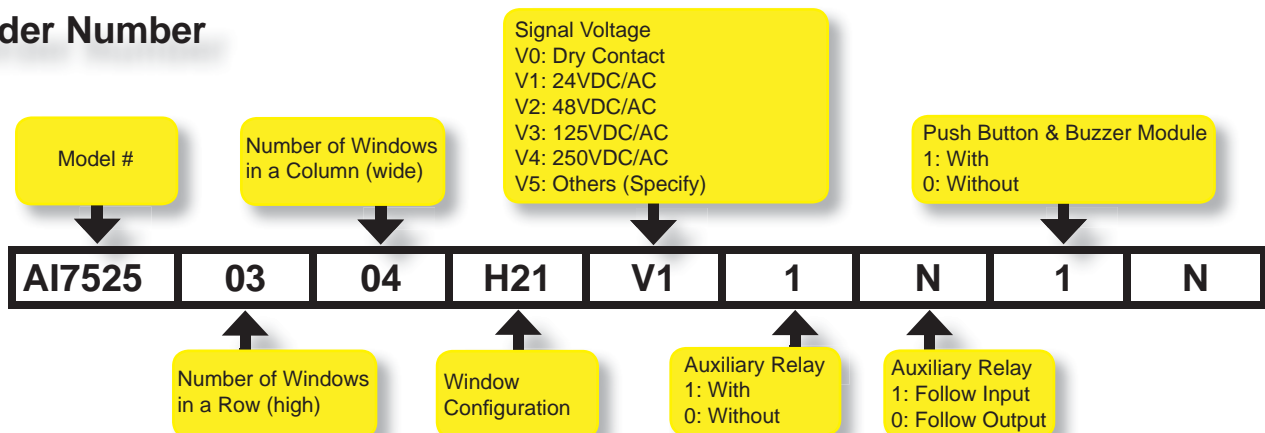 der Number
Signal Voltage
V0: Dry Contact
V1: 24VDC/AC
V2: 48VDC/AC
V3: 125VDC/AC
V4: 250VDC/AC
V5: Others (Specify)
Model #
Number of Windows
in a Column (wide)
Push Button & Buzzer Module
1: With
0: Without
AI7525 03 04 H21 V1 1 N 1 N
Number of Windows
in a Row (high)
Window
Configuration
Auxiliary Relay
1: With
0: Without
Auxiliary Relay
1: Follow Input
0: Follow Output